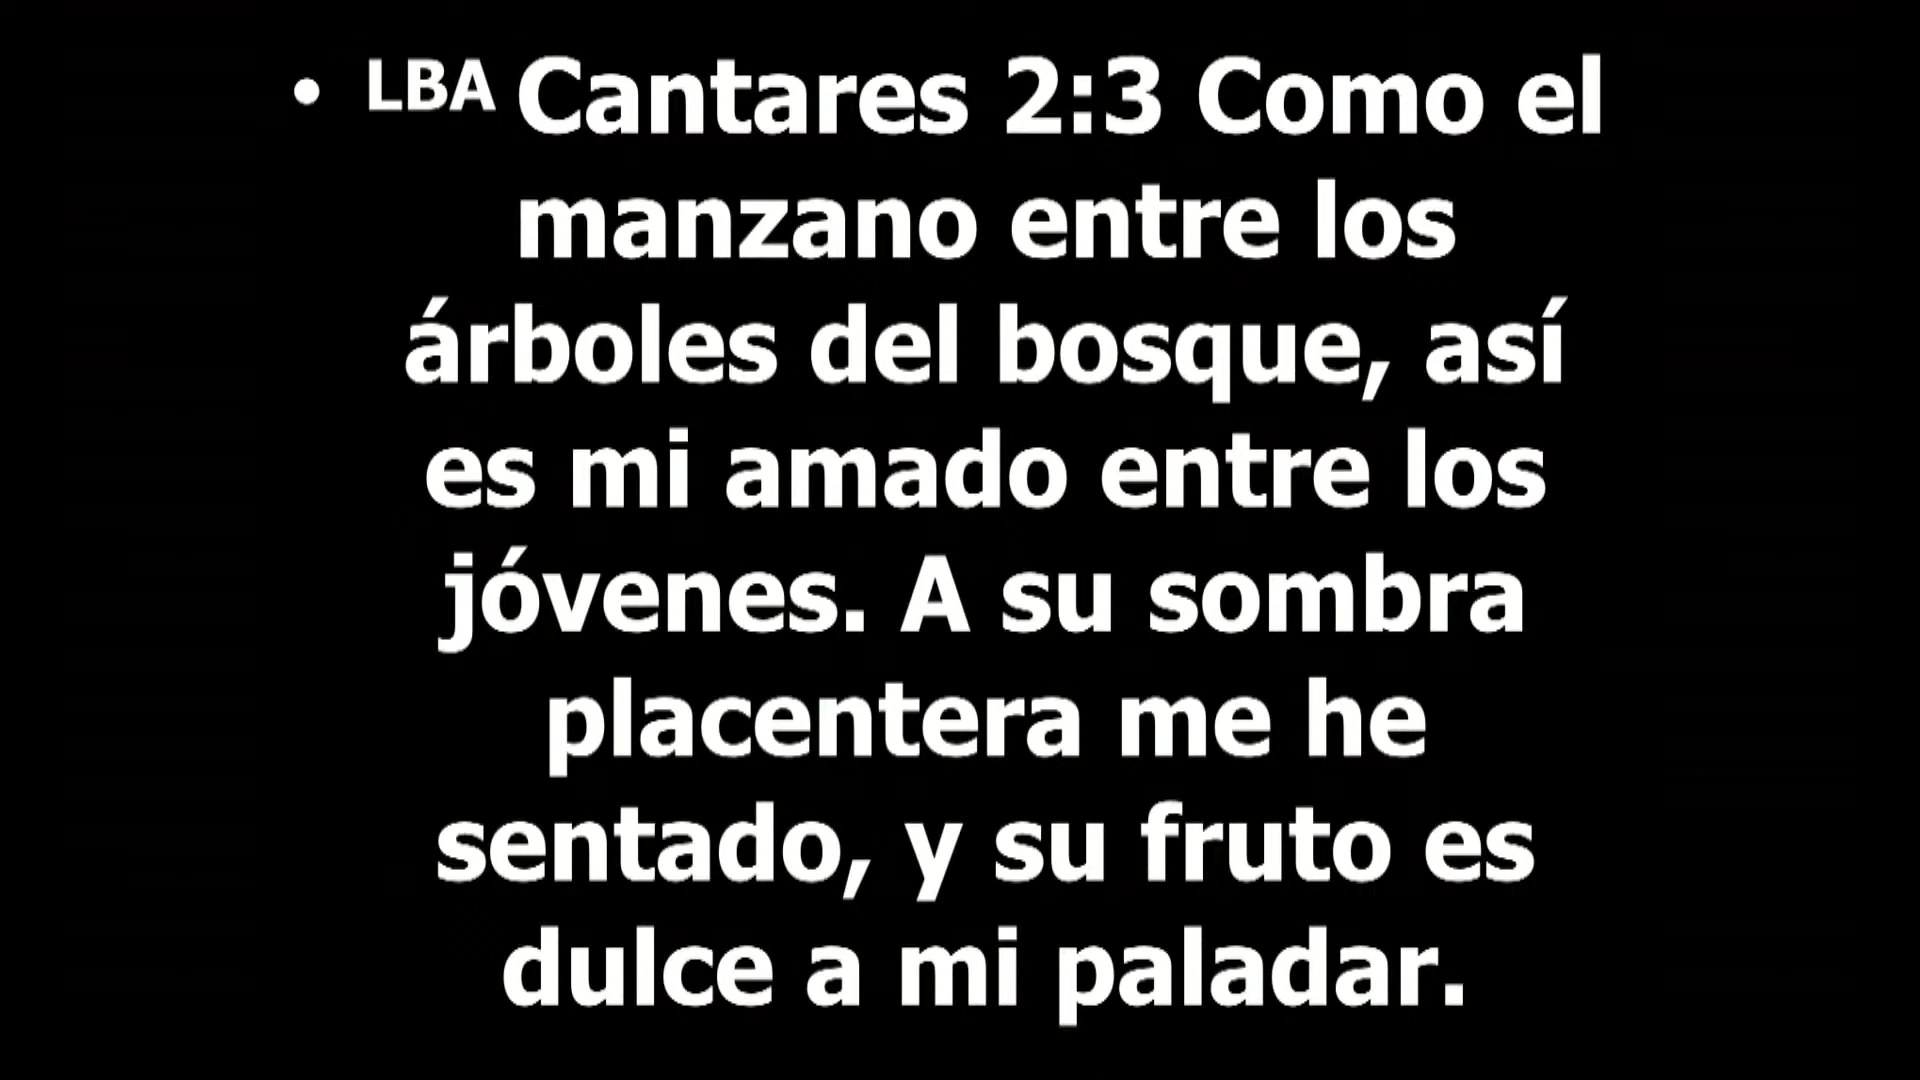 • LBA Cantares 2:3 Como el
manzano entre los
árboles del bosque, así
es mi amado entre los
jóvenes. A su sombra
placentera me he
sentado, y su fruto es
dulce a mi paladar.